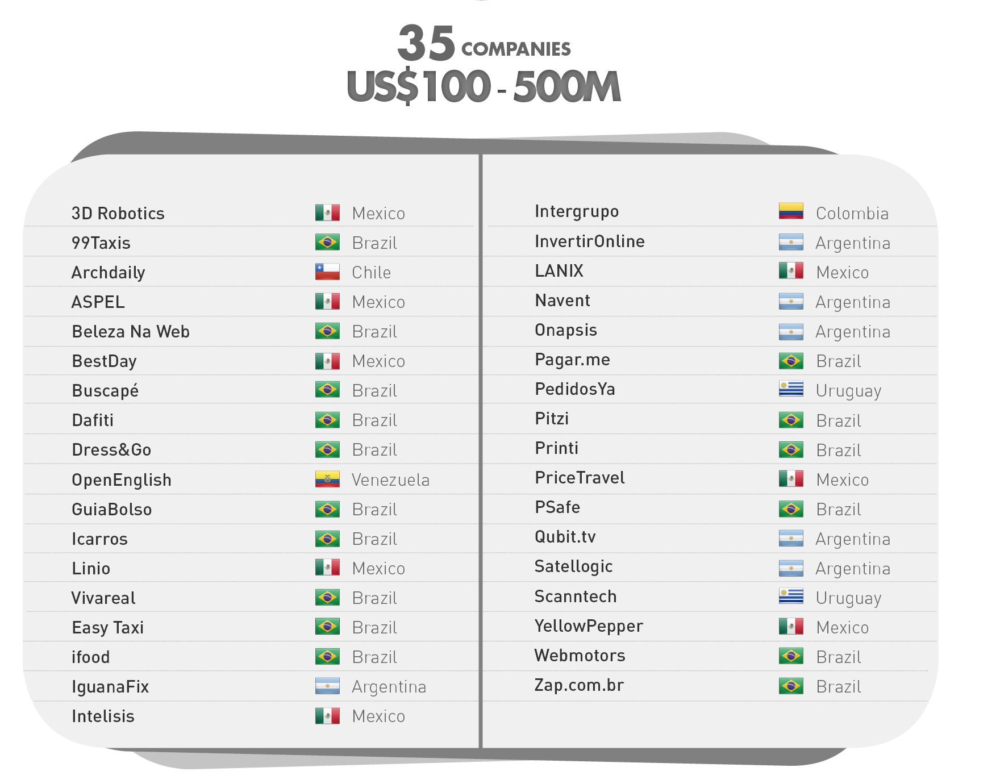 35 COMPANIES
US$100 - 500M
3D Robotics Mexico
99Taxis Brazil
Archdaily Chile
ASPEL Mexico
Beleza Na Web Brazil
BestDay Mexico
Buscapé Brazil
Dafiti Brazil
Dress&Go Brazil
OpenEnglish Venezuela
GuiaBolso Brazil
Icarros Brazil
Linio Mexico
Vivareal Brazil
Easy Taxi Brazil
ifood Brazil
IguanaFix Argentina
Intelisis Mexico
Intergrupo Colombia
InvertirOnline Argentina
LANIX Mexico
Navent Argentina
Onapsis Argentina
Pagar.me Brazil
PedidosYa Uruguay
Pitzi Brazil
Printi Brazil
PriceTravel Mexico
PSafe Brazil
Qubit.tv Argentina
Satellogic Argentina
Scanntech Uruguay
YellowPepper Mexico
Webmotors Brazil
Zap.com.br Brazil